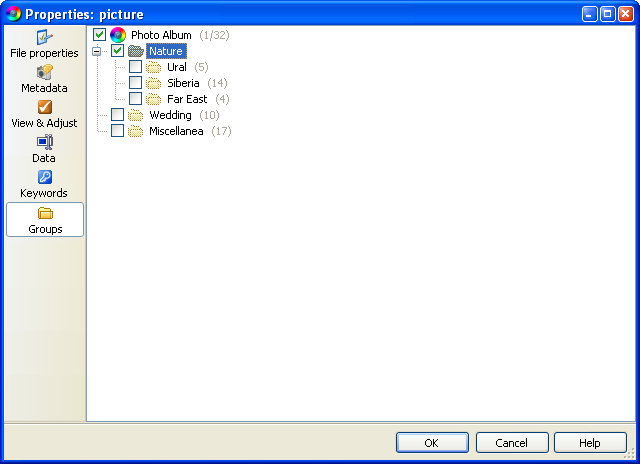 Properties: picture
File properties
Metadata
View & Adjust
Data
Keywords
Groups
Photo Album (1/32)
Nature
Ural (5)
Siberia (14)
Far East (4)
Wedding (10)
Miscellanea (17)
OK Cancel Help